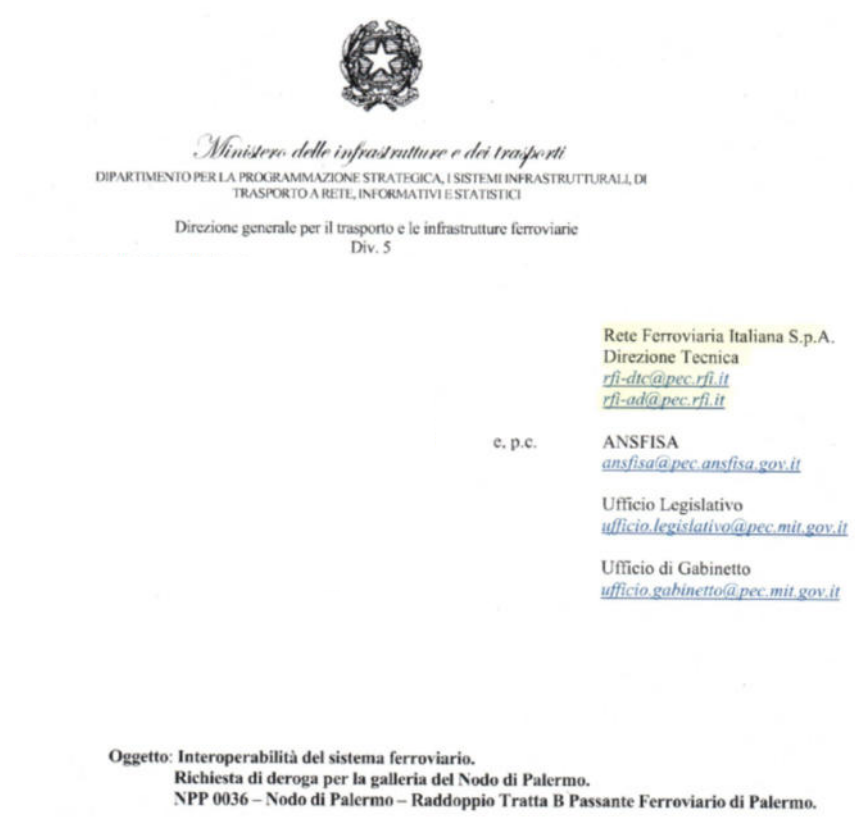 Ministero delle infrastrutture e dei trasporti
DIPARTIMENTO PER LA PROGRAMMAZIONE STRATEGICA, I SISTEMI INFRASTRUTTURALI, DI
TRASPORTO A RETE, INFORMATIVI E STATISTICI
Direzione generale per il trasporto e le infrastrutture ferroviarie
Div. 5
Rete Ferroviaria Italiana S.p.A.
Direzione Tecnica
rfi-dtc@pec.rfi.it
rfi-ad@pec.rfi.it
e, p.c. ANSFISA
ansfisa@pec.ansfisa.gov.it
Ufficio Legislativo
ufficio.legislativo@pec.mit.gov.it
Ufficio di Gabinetto
ufficio.gabinetto@pec.mit.gov.it
Oggetto: Interoperabilità del sistema ferroviario.
Richiesta di deroga per la galleria del Nodo di Palermo.
NPP 0036 – Nodo di Palermo – Raddoppio Tratta B Passante Ferroviario di Palermo.